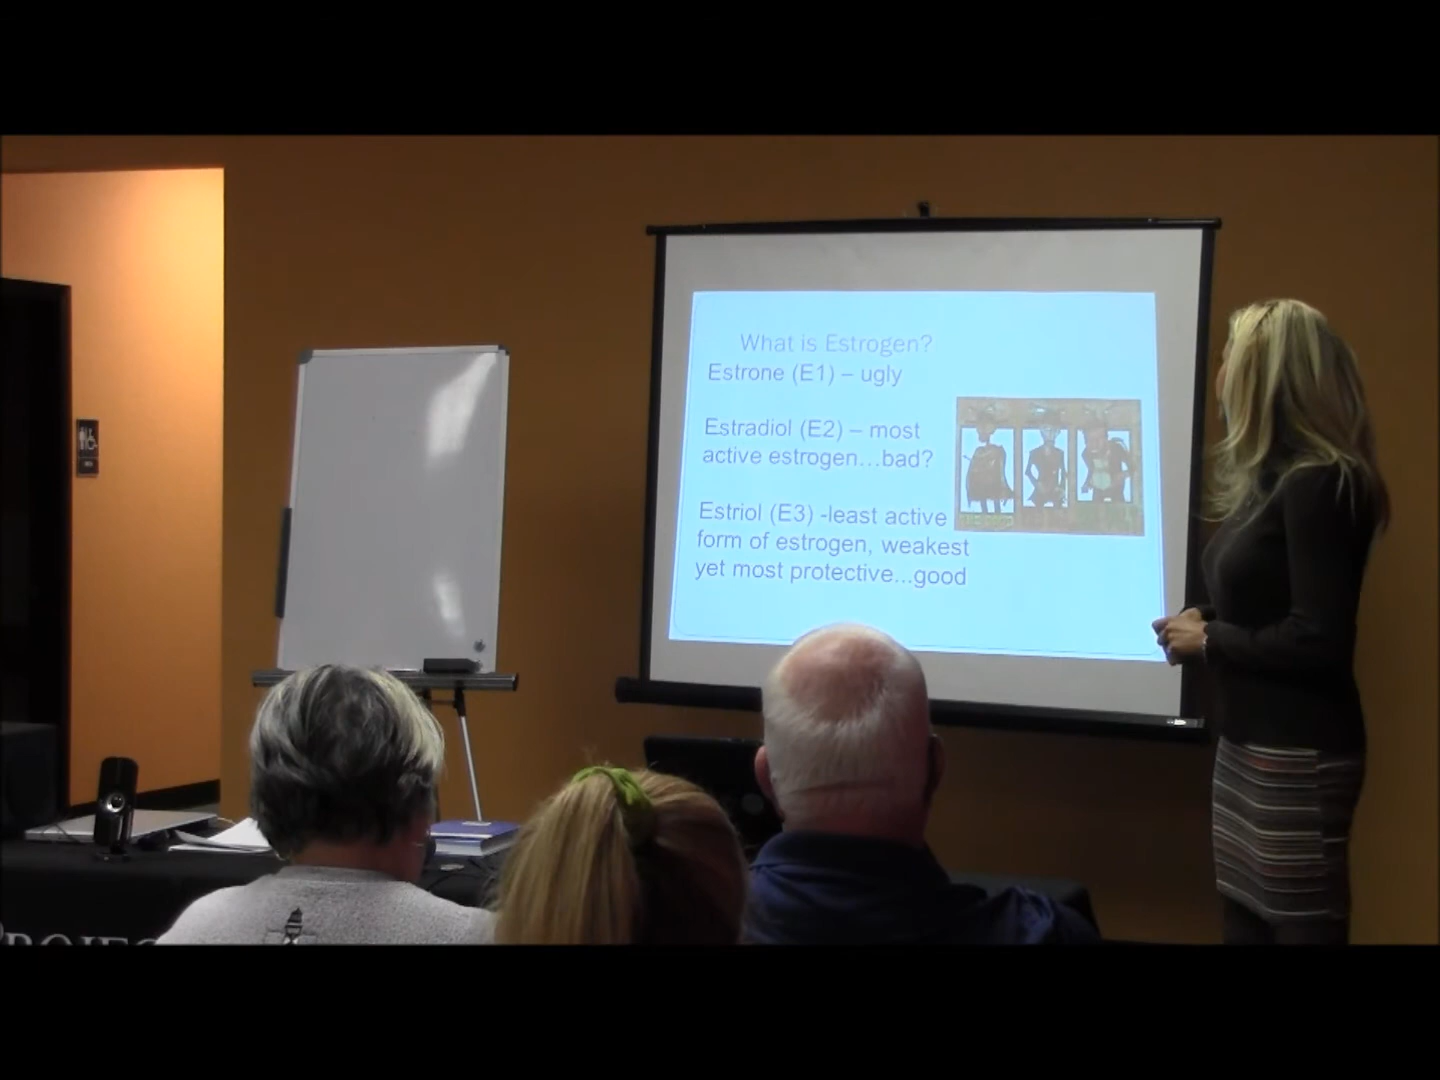 What is Estrogen?
Estrone (E1) – ugly
Estradiol (E2) – most
active estrogen...bad?
Estriol (E3) -least active
form of estrogen, weakest
yet most protective...good